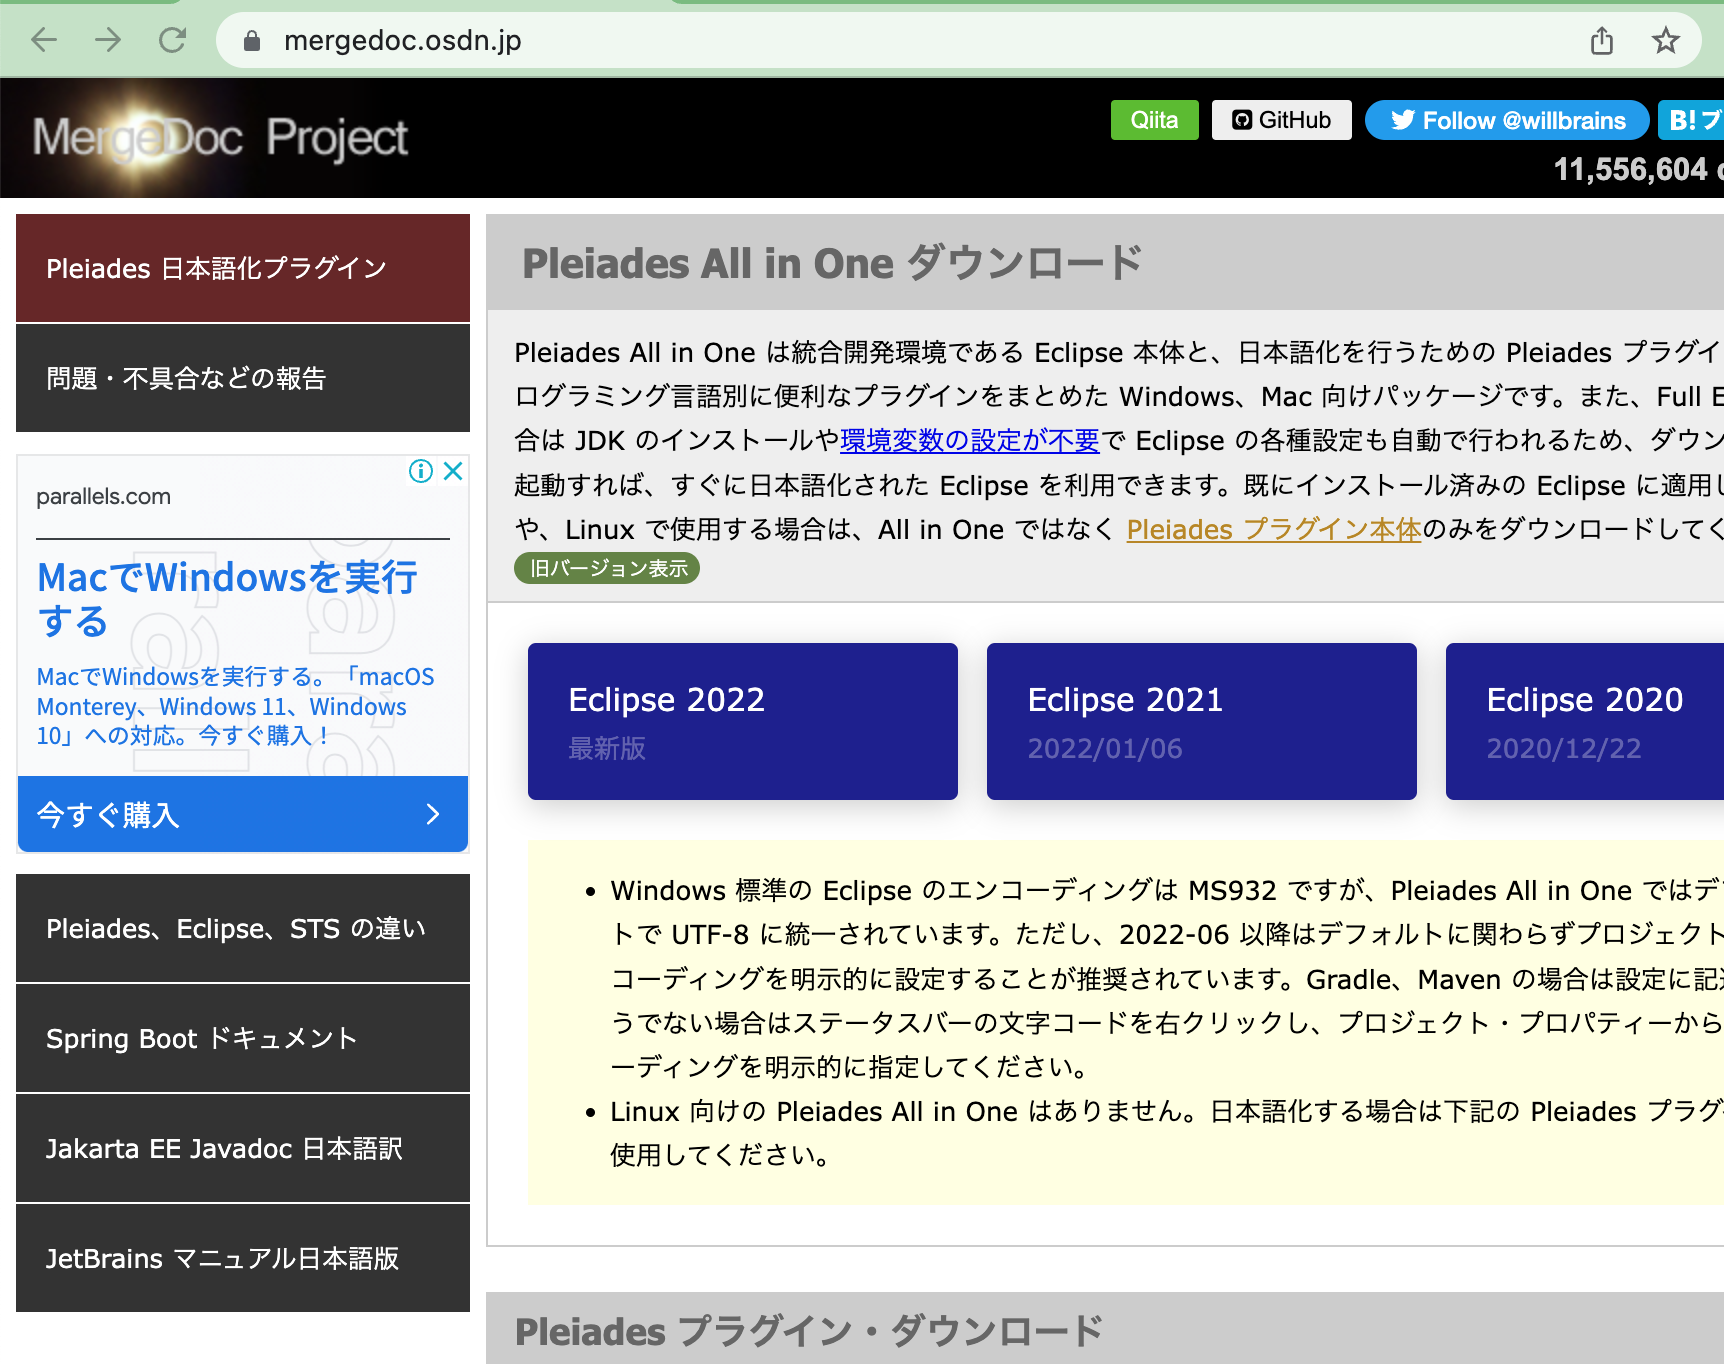 mergedoc.osdn.jp
MergeDoc Project
Qiita
GitHub
Follow @willbrains
B! ブ
11,556,604
Pleiades 日本語化プラグイン
問題・不具合などの報告
parallels.com
MacでWindowsを実行
する
MacでWindowsを実行する。「macOS
Monterey、Windows 11、Windows
10」への対応。今すぐ購入！
今すぐ購入
Pleiades、Eclipse、STS の違い
Spring Boot ドキュメント
Jakarta EE Javadoc 日本語訳
JetBrains マニュアル日本語版
Pleiades All in One ダウンロード
Pleiades All in One は統合開発環境である Eclipse 本体と、日本語化を行うための Pleiades プラグイ
ログラミング言語別に便利なプラグインをまとめた Windows、Mac 向けパッケージです。また、Full E
合は JDK のインストールや環境変数の設定が不要で Eclipse の各種設定も自動で行われるため、ダウン
起動すれば、すぐに日本語化された Eclipse を利用できます。既にインストール済みの Eclipse に適用し
や、Linux で使用する場合は、All in One ではなく Pleiades プラグイン本体のみをダウンロードしてく
旧バージョン表示
Eclipse 2022
最新版
Eclipse 2021
2022/01/06
Eclipse 2020
2020/12/22
• Windows 標準の Eclipse のエンコーディングは MS932 ですが、Pleiades All in One ではデフ
トで UTF-8 に統一されています。ただし、2022-06 以降はデフォルトに関わらずプロジェクト
コーディングを明示的に設定することが推奨されています。Gradle、Maven の場合は設定に記
うでない場合はステータスバーの文字コードを右クリックし、プロジェクト・プロパティーから
ーディングを明示的に指定してください。
• Linux 向けの Pleiades All in One はありません。日本語化する場合は下記の Pleiades プラグ
使用してください。
Pleiades プラグイン・ダウンロード